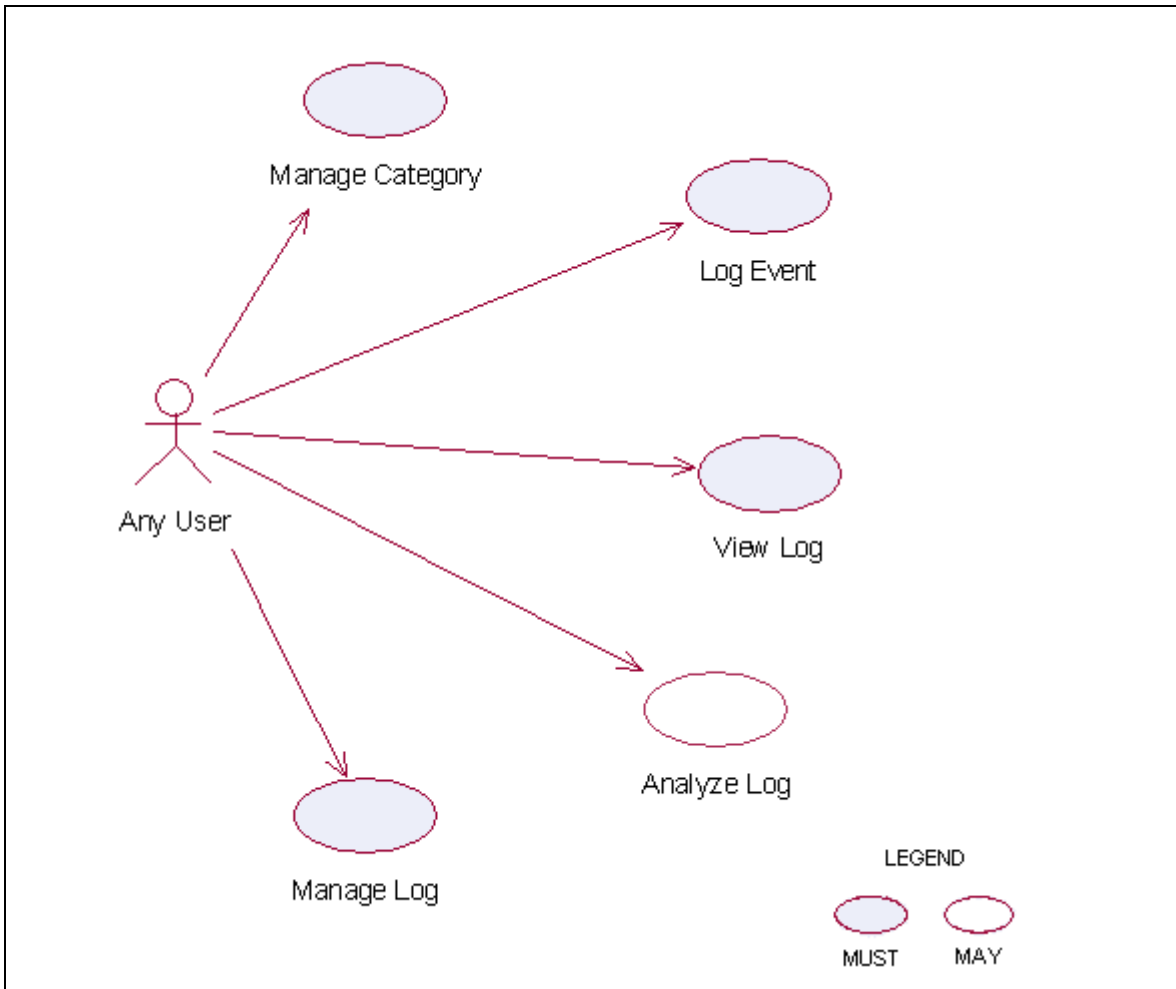 Manage Category
Log Event
Any User
View Log
Analyze Log
Manage Log
LEGEND
MUST
MAY